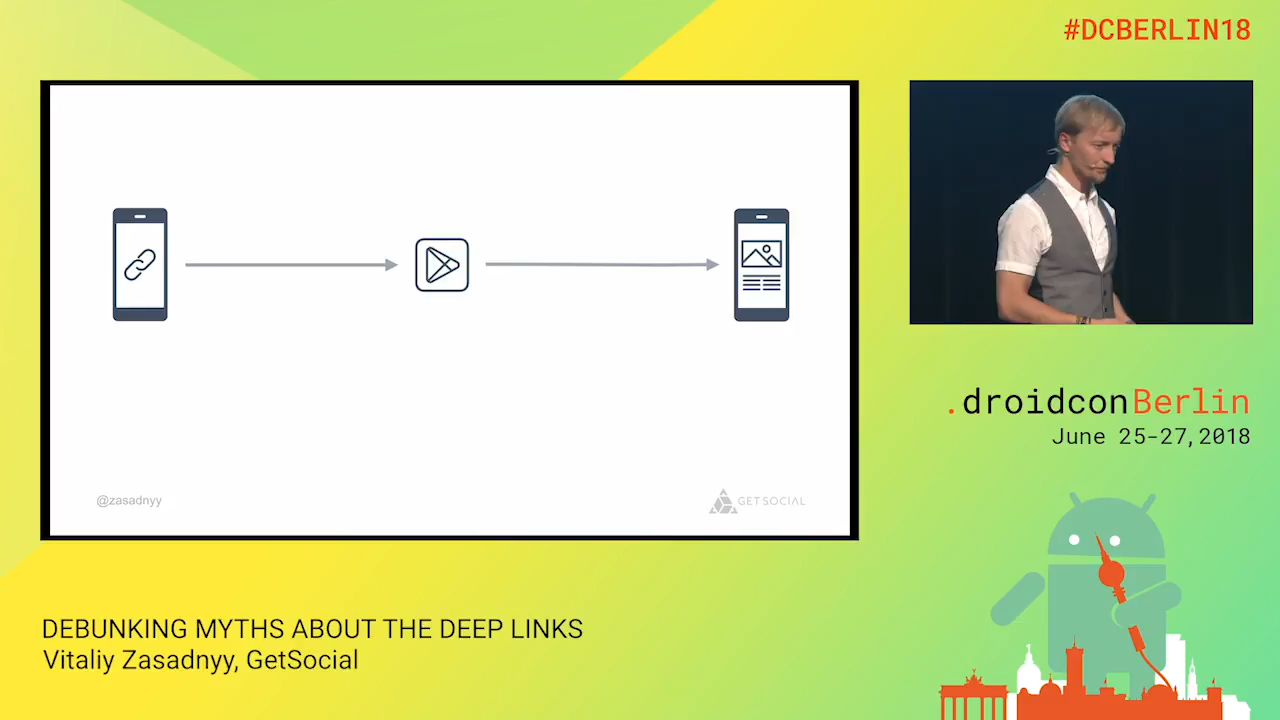 #DCBERLIN18
@zasadnyy
GETSOCIAL
.droidconBerlin
June 25-27,2018
DEBUNKING MYTHS ABOUT THE DEEP LINKS
Vitaliy Zasadnyy, GetSocial